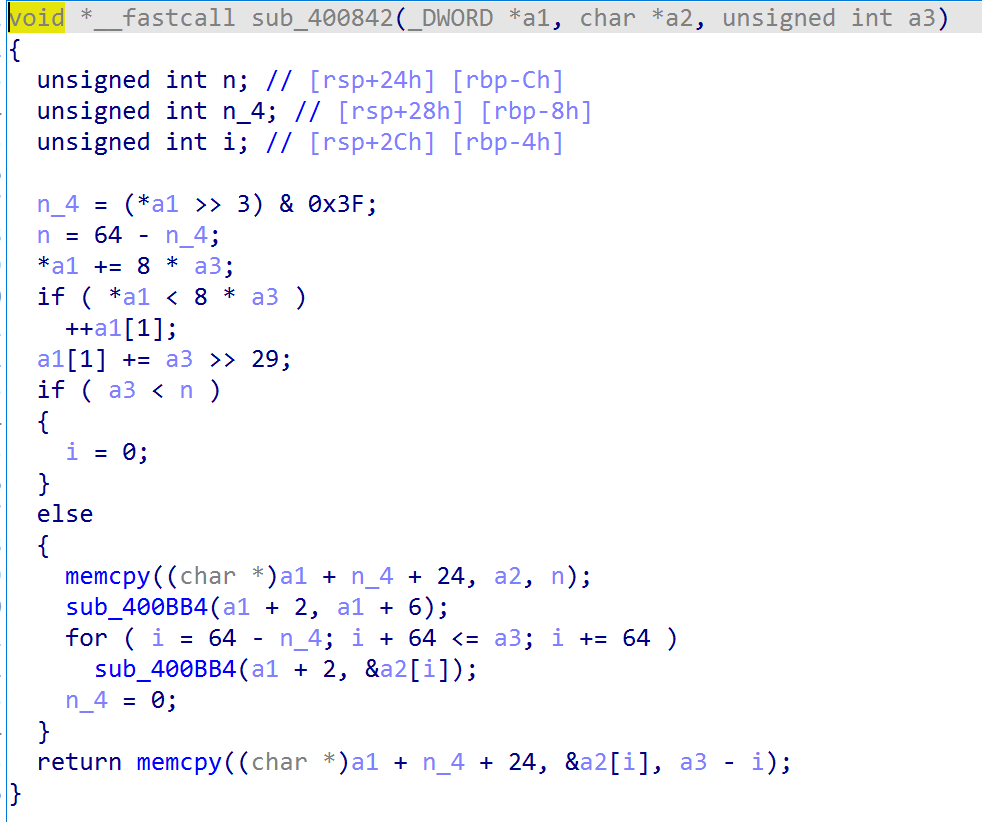 void *__fastcall sub_400842(_DWORD *a1, char *a2, unsigned int a3)
{
  unsigned int n; // [rsp+24h] [rbp-Ch]
  unsigned int n_4; // [rsp+28h] [rbp-8h]
  unsigned int i; // [rsp+2Ch] [rbp-4h]

  n_4 = (*a1 >> 3) & 0x3F;
  n = 64 - n_4;
  *a1 += 8 * a3;
  if ( *a1 < 8 * a3 )
    ++a1[1];
  a1[1] += a3 >> 29;
  if ( a3 < n )
  {
    i = 0;
  }
  else
  {
    memcpy((char *)a1 + n_4 + 24, a2, n);
    sub_400BB4(a1 + 2, a1 + 6);
    for ( i = 64 - n_4; i + 64 <= a3; i += 64 )
      sub_400BB4(a1 + 2, &a2[i]);
    n_4 = 0;
  }
  return memcpy((char *)a1 + n_4 + 24, &a2[i], a3 - i);
}